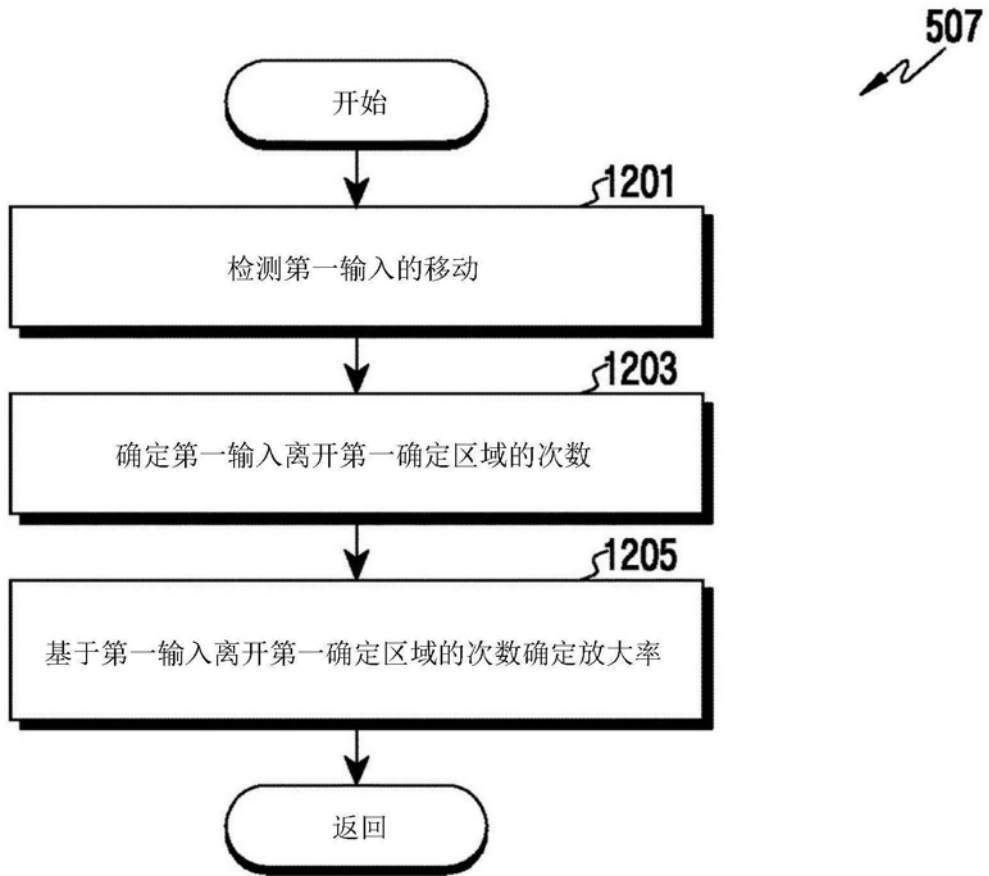 507
开始
1201
检测第一输入的移动
1203
确定第一输入离开第一确定区域的次数
1205
基于第一输入离开第一确定区域的次数确定放大率
返回